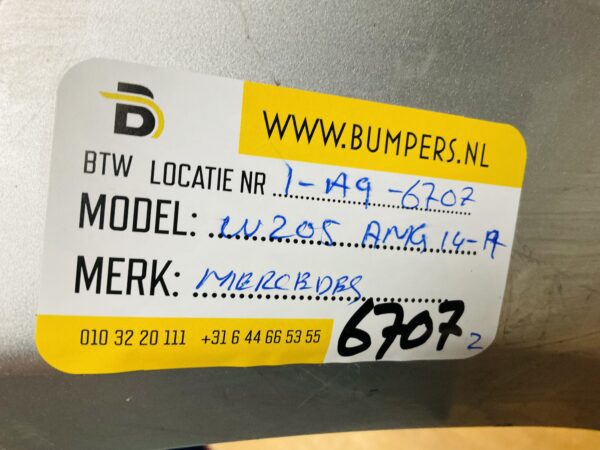 B
WWW.BUMPERS.NL
BTW LOCATIE NR 1-A9-6707
MODEL: W205 AMG 14-A
MERK: MERCEDES
010 32 20 111 +31 6 44 66 53 55
6707 2